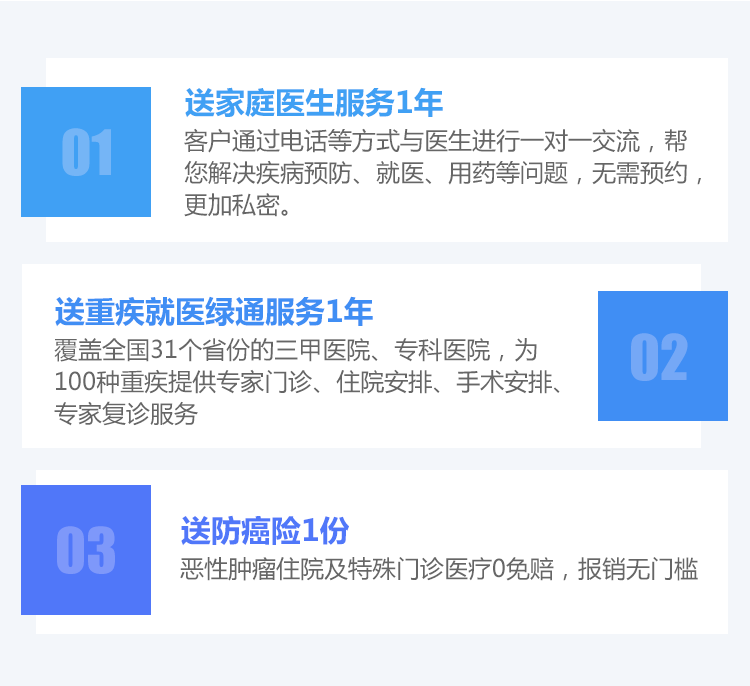 01
送家庭医生服务1年
客户通过电话等方式与医生进行一对一交流，帮
您解决疾病预防、就医、用药等问题，无需预约，
更加私密。
送重疾就医绿通服务1年
覆盖全国31个省份的三甲医院、专科医院，为
100种重疾提供专家门诊、住院安排、手术安排、
专家复诊服务
02
03
送防癌险1份
恶性肿瘤住院及特殊门诊医疗0免赔，报销无门槛